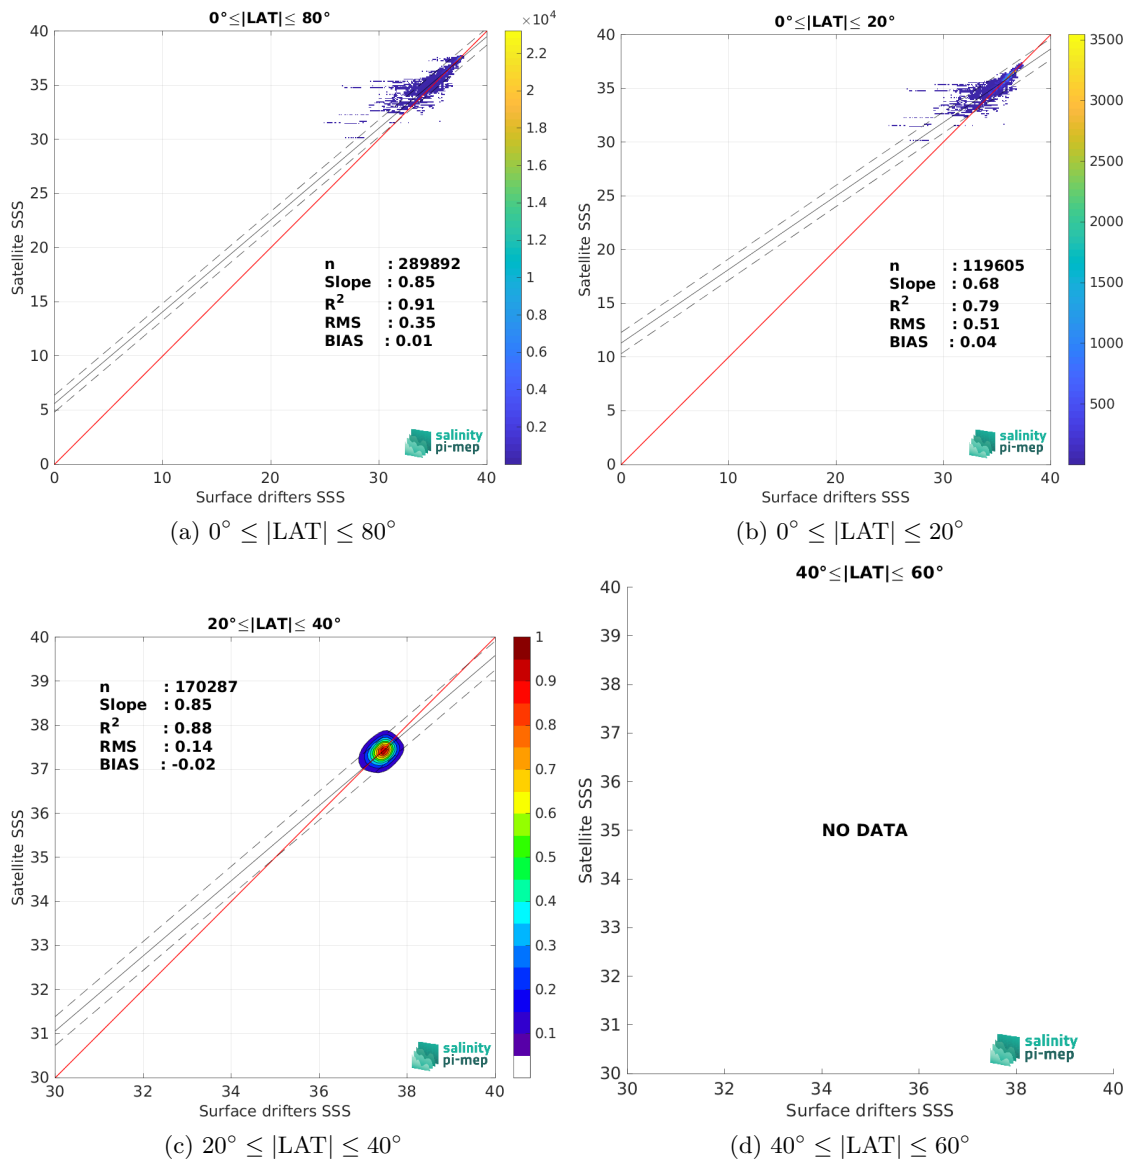 0°≤|LAT|≤ 80°
×10⁴
40
35
30
25
20
15
10
5
0
Satellite SSS
n : 289892
Slope : 0.85
R² : 0.91
RMS : 0.35
BIAS : 0.01
salinity
pi-mep
0 10 20 30 40
Surface drifters SSS
2.2
2
1.8
1.6
1.4
1.2
1
0.8
0.6
0.4
0.2
(a) 0° ≤ |LAT| ≤ 80°
0°≤|LAT|≤ 20°
40
35
30
25
20
15
10
5
0
Satellite SSS
n : 119605
Slope : 0.68
R² : 0.79
RMS : 0.51
BIAS : 0.04
salinity
pi-mep
0 10 20 30 40
Surface drifters SSS
3500
3000
2500
2000
1500
1000
500
(b) 0° ≤ |LAT| ≤ 20°
20°≤|LAT|≤ 40°
40
39
38
37
36
35
34
33
32
31
30
Satellite SSS
n : 170287
Slope : 0.85
R² : 0.88
RMS : 0.14
BIAS : -0.02
salinity
pi-mep
30 32 34 36 38 40
Surface drifters SSS
1
0.9
0.8
0.7
0.6
0.5
0.4
0.3
0.2
0.1
(c) 20° ≤ |LAT| ≤ 40°
40°≤|LAT|≤ 60°
40
39
38
37
36
35
34
33
32
31
30
Satellite SSS
NO DATA
salinity
pi-mep
30 32 34 36 38 40
Surface drifters SSS
(d) 40° ≤ |LAT| ≤ 60°